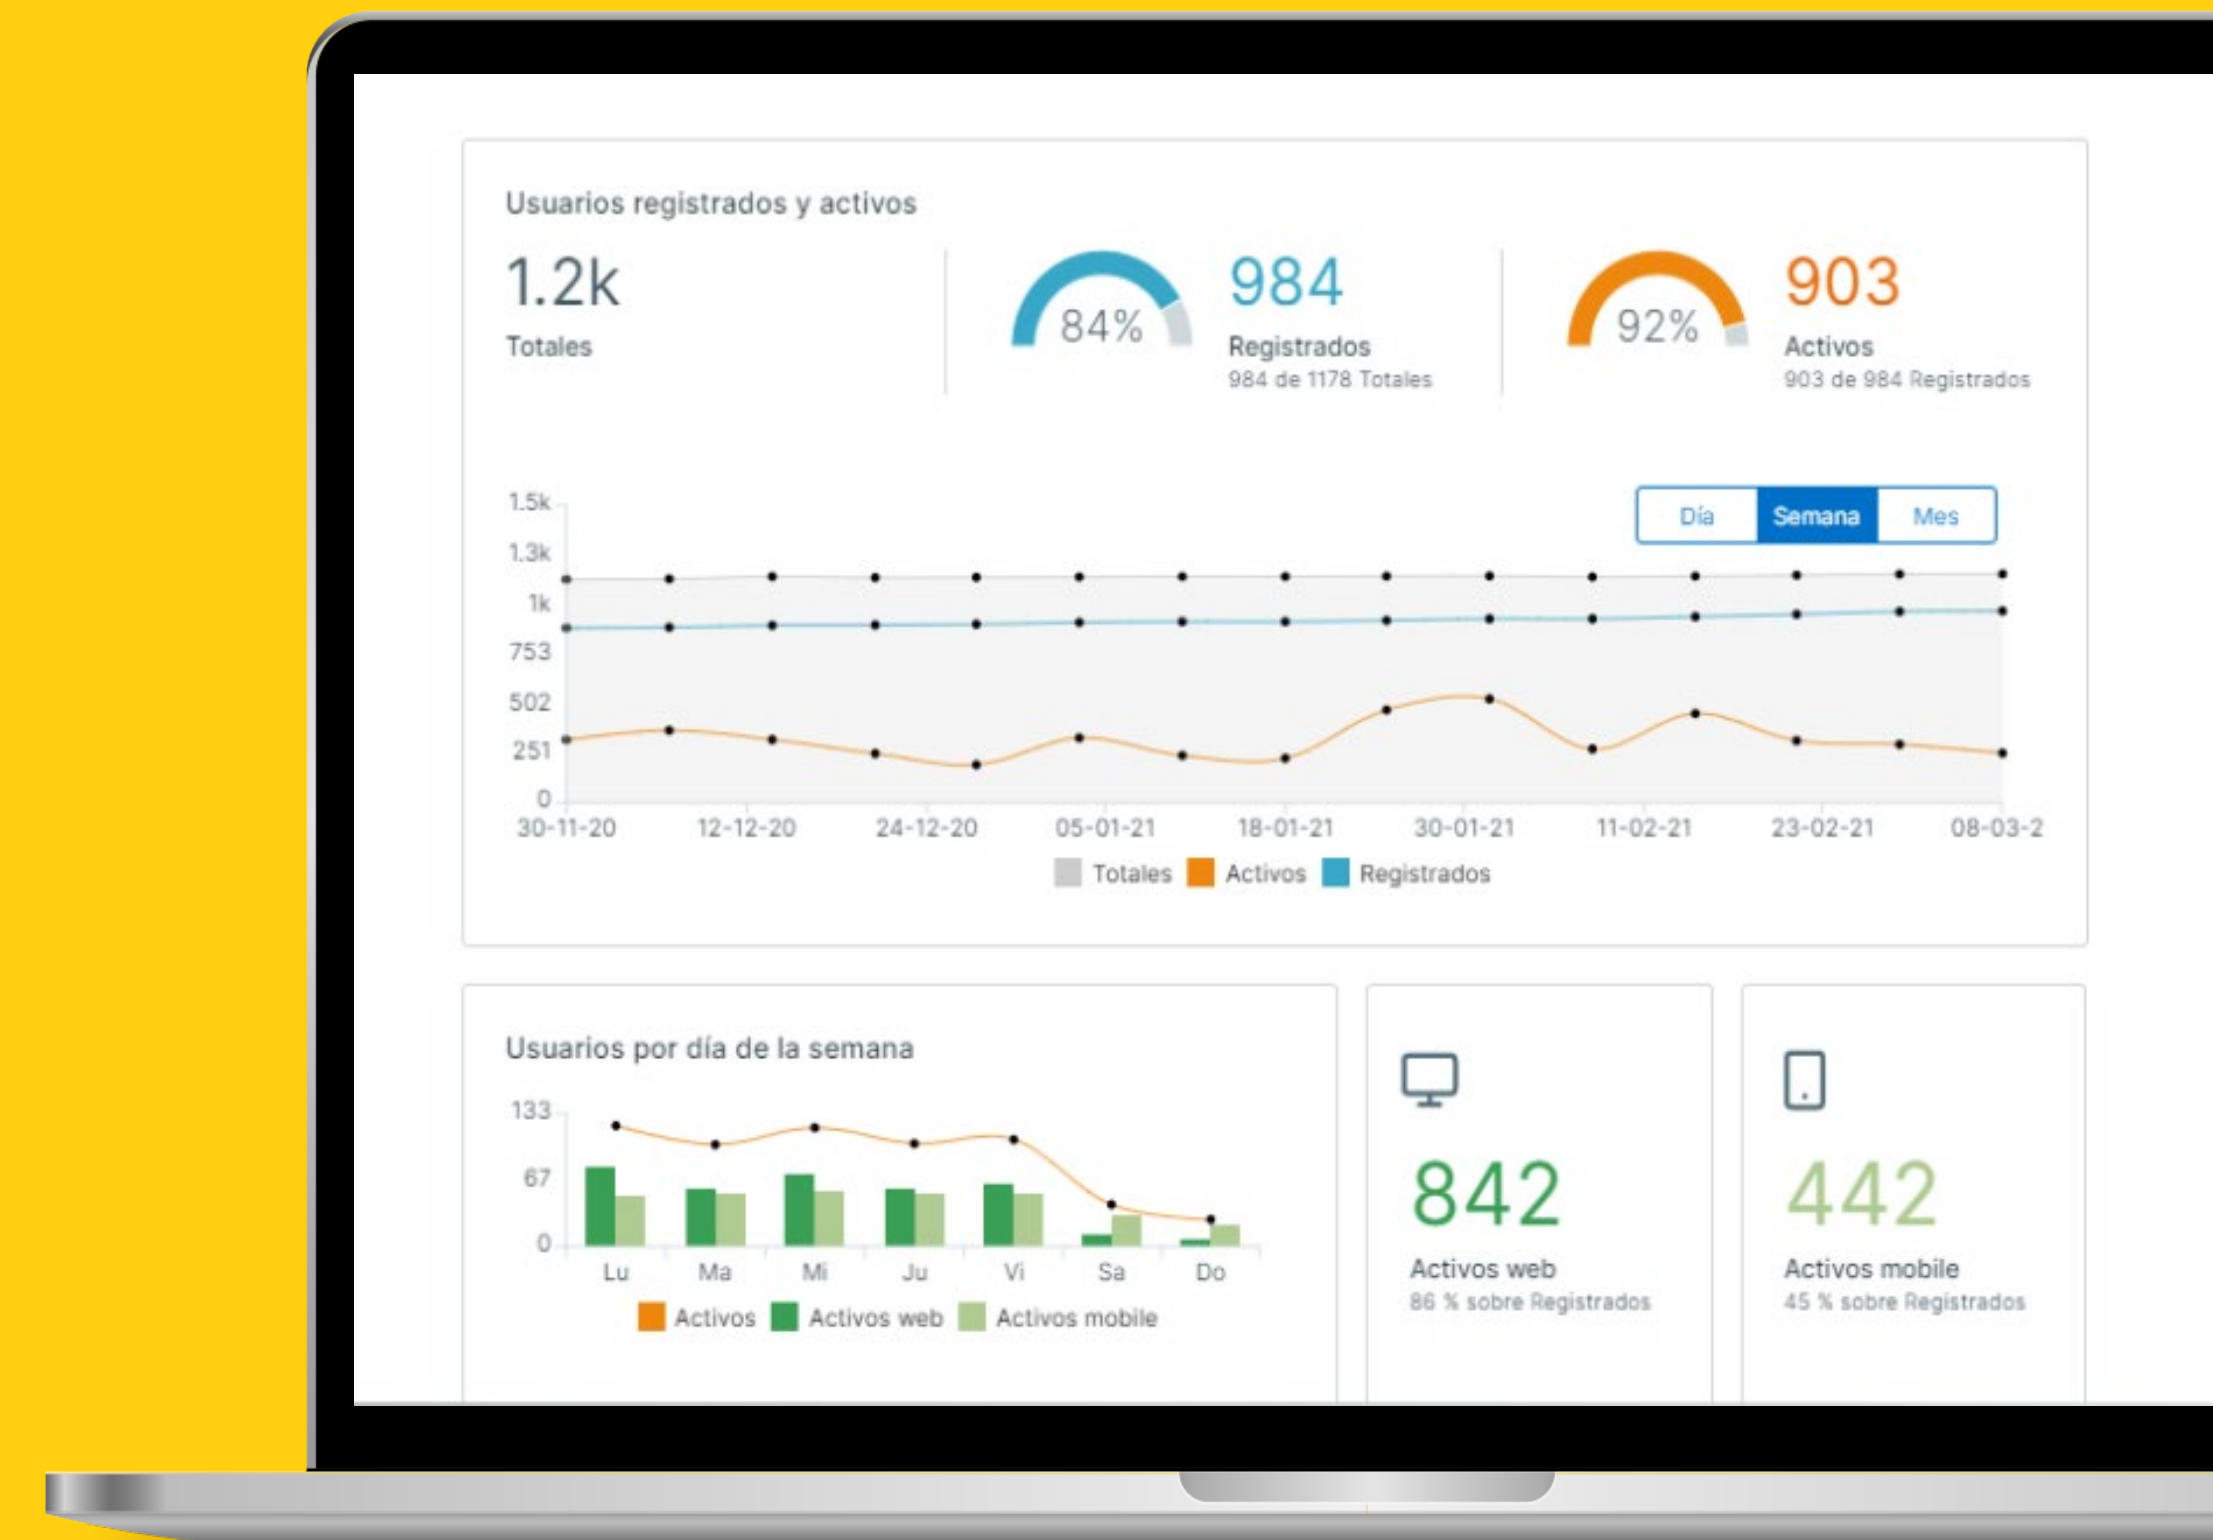 Usuarios registrados y activos
1.2k
Totales
84%
984
Registrados
984 de 1178 Totales
92%
903
Activos
903 de 984 Registrados
Día Semana Mes
1.5k
1.3k
1k
753
502
251
0
30-11-20 12-12-20 24-12-20 05-01-21 18-01-21 30-01-21 11-02-21 23-02-21 08-03-2
Totales Activos Registrados
Usuarios por día de la semana
133
67
0
Lu Ma Mi Ju Vi Sa Do
Activos Activos web Activos mobile
842
Activos web
86 % sobre Registrados
442
Activos mobile
45 % sobre Registrados